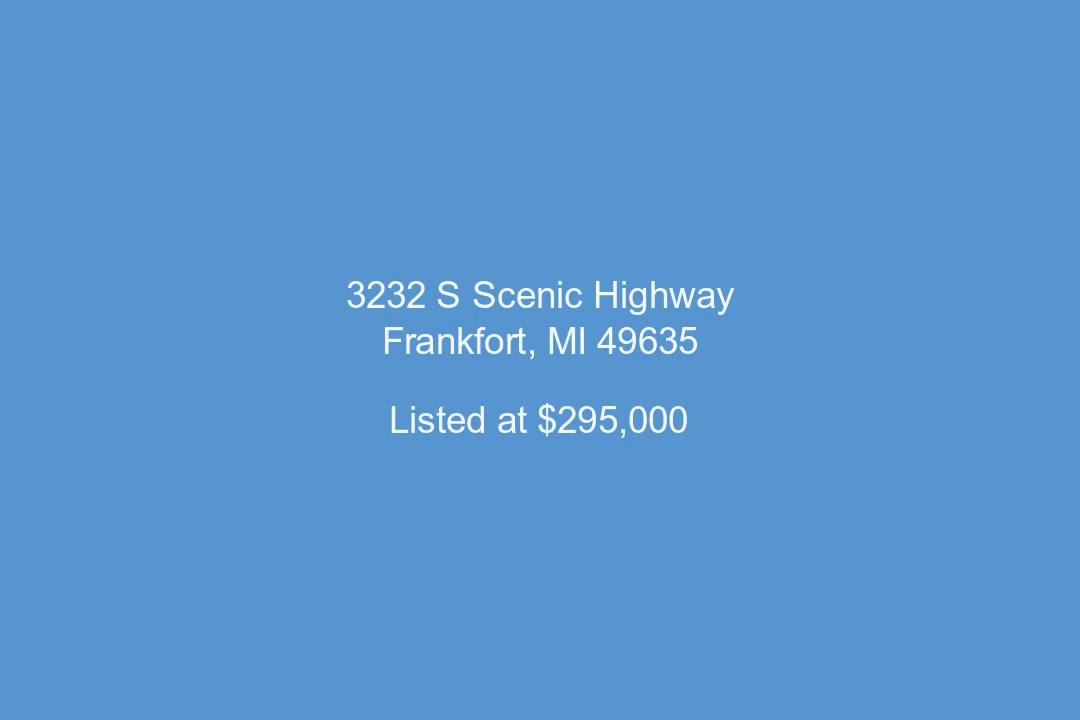 3232 S Scenic Highway
Frankfort, MI 49635
Listed at $295,000